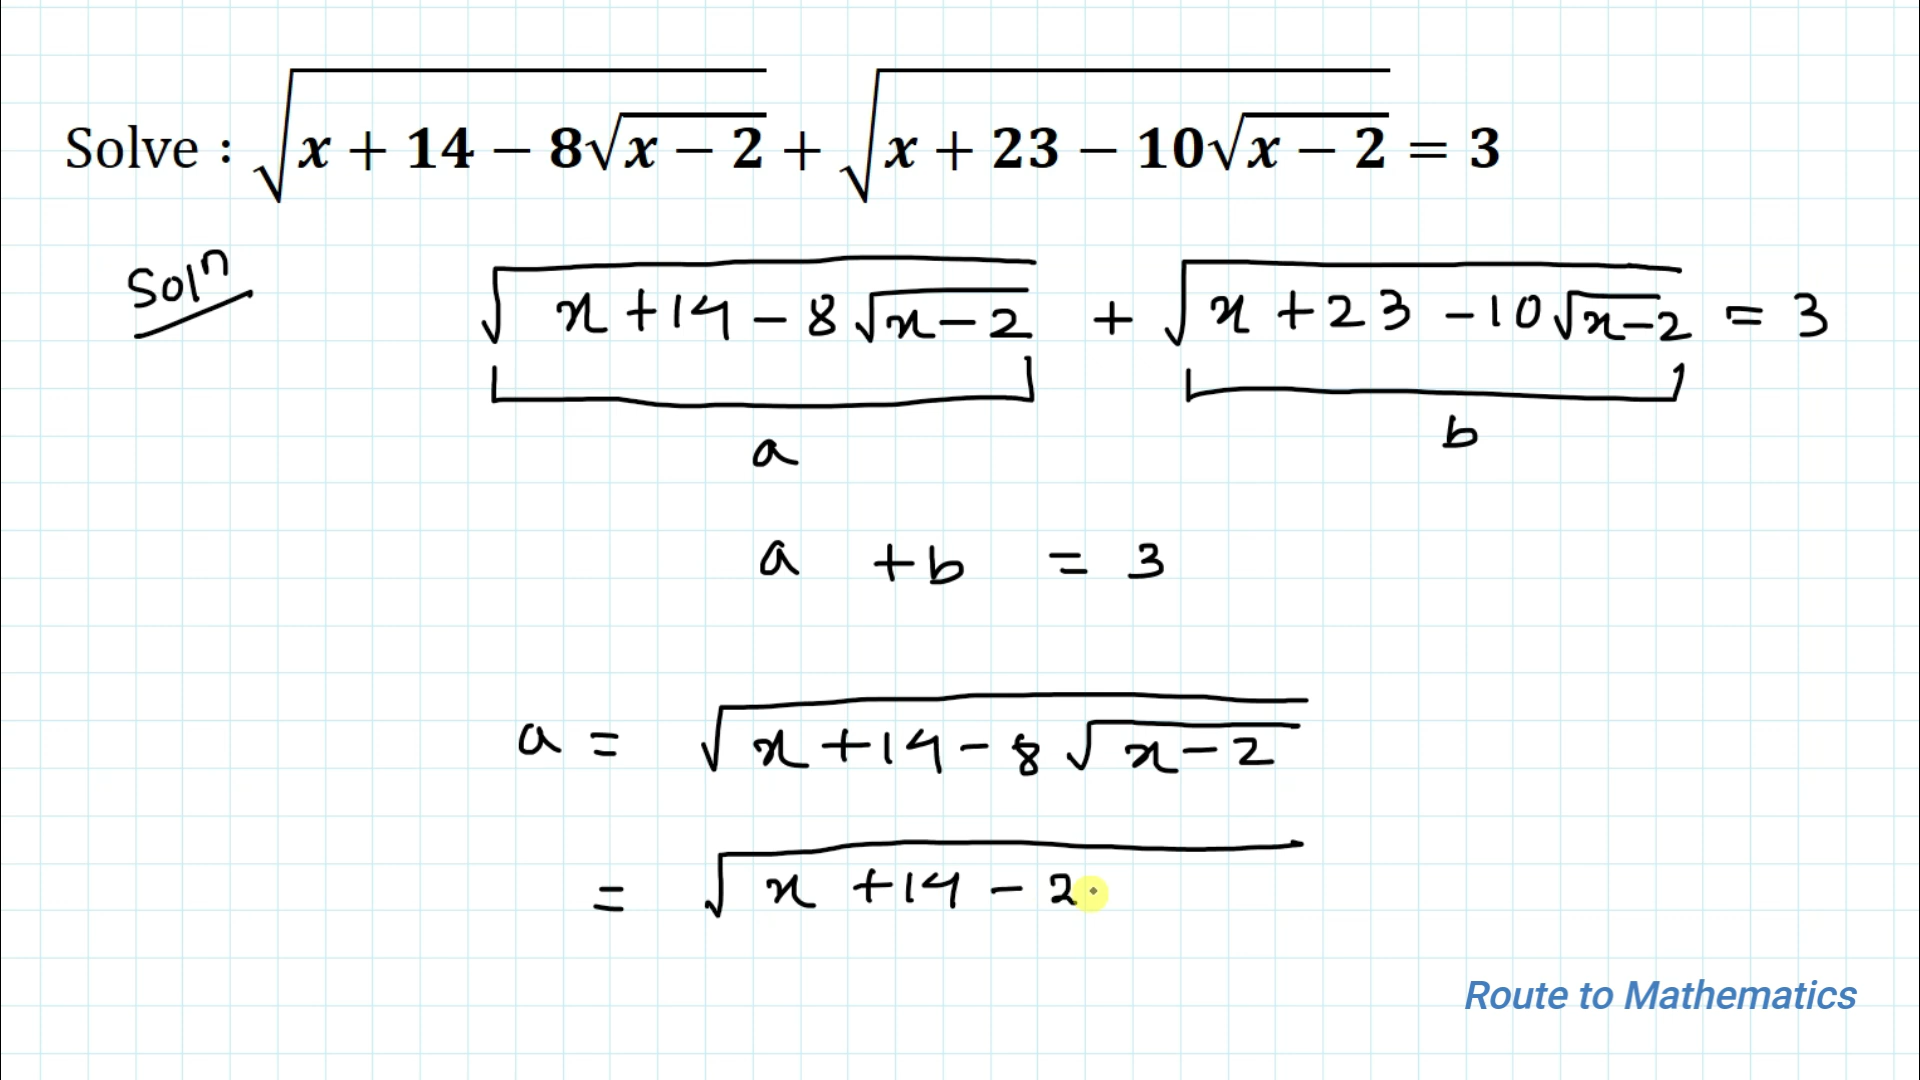 Solve : √(x + 14 − 8√(x − 2)) + √(x + 23 − 10√(x − 2)) = 3
Solⁿ √(x + 14 − 8√(x − 2)) + √(x + 23 − 10√(x − 2)) = 3
a b
a + b = 3
a = √(x + 14 − 8√(x − 2))
= √(x + 14 − 2
Route to Mathematics